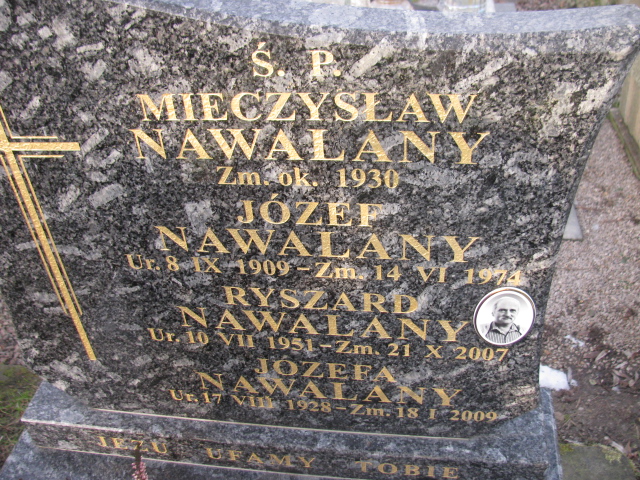 Ś. P.
MIECZYSŁAW
NAWALANY
Zm. ok. 1930
JÓZEF
NAWALANY
Ur. 8 IX 1909 - Zm. 14 VI 1974
RYSZARD
NAWALANY
Ur. 10 VII 1951 - Zm. 21 X 2007
JÓZEFA
NAWALANY
Ur. 17 VIII 1928 - Zm. 18 I 2009
JEZU UFAMY TOBIE